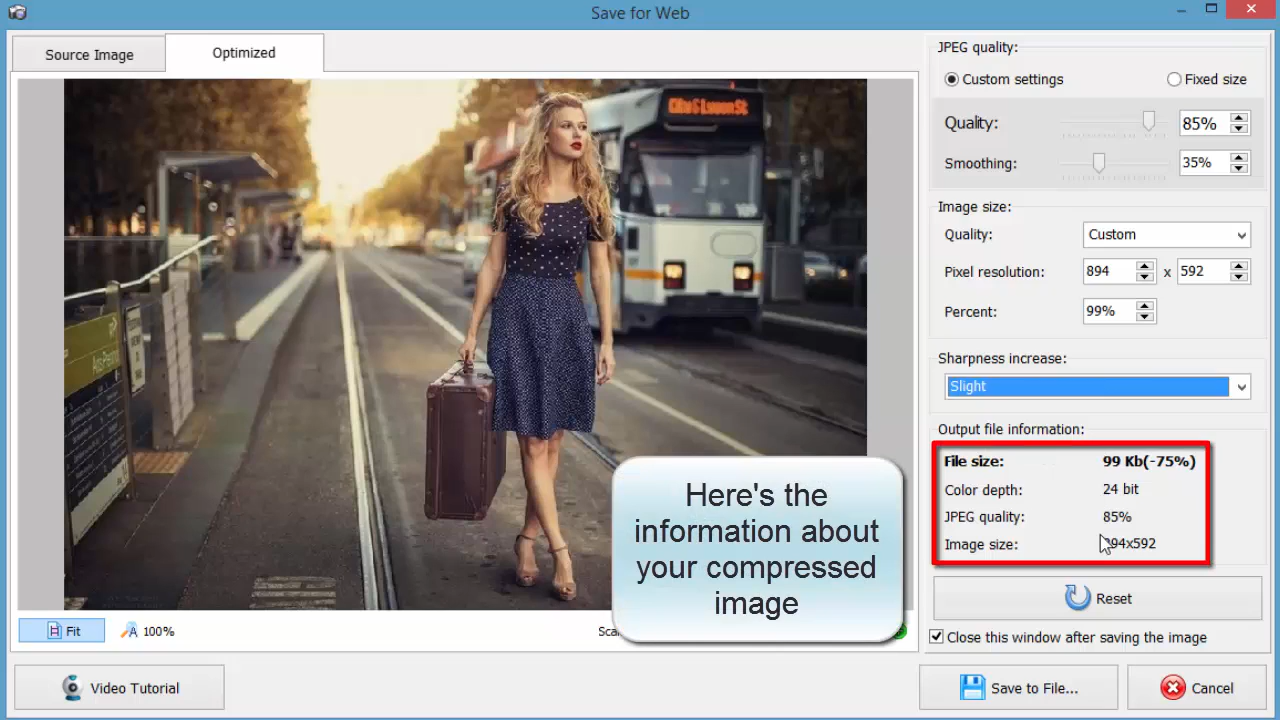 Save for Web
Source Image
Optimized
JPEG quality:
Custom settings
Fixed size
Quality:
85%
Smoothing:
35%
Image size:
Quality:
Custom
Pixel resolution:
894
x
592
Percent:
99%
Sharpness increase:
Slight
Output file information:
File size: 99 Kb(-75%)
Color depth: 24 bit
JPEG quality: 85%
Image size: 894x592
Here's the
information about
your compressed
image
Reset
Close this window after saving the image
Fit
100%
Video Tutorial
Save to File...
Cancel